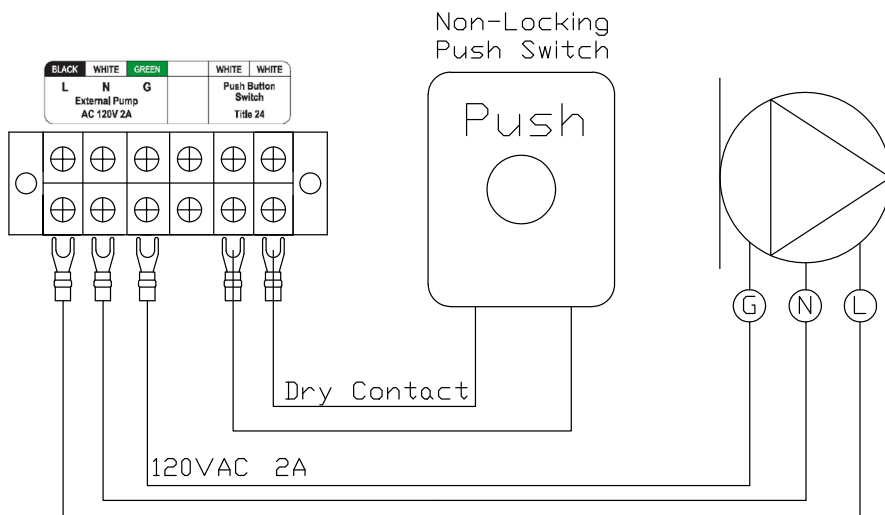 Non-Locking
Push Switch
BLACK WHITE GREEN WHITE WHITE
L N G
External Pump
AC 120V 2A
Push Button
Switch
Title 24
Push
G N L
Dry Contact
120VAC 2A